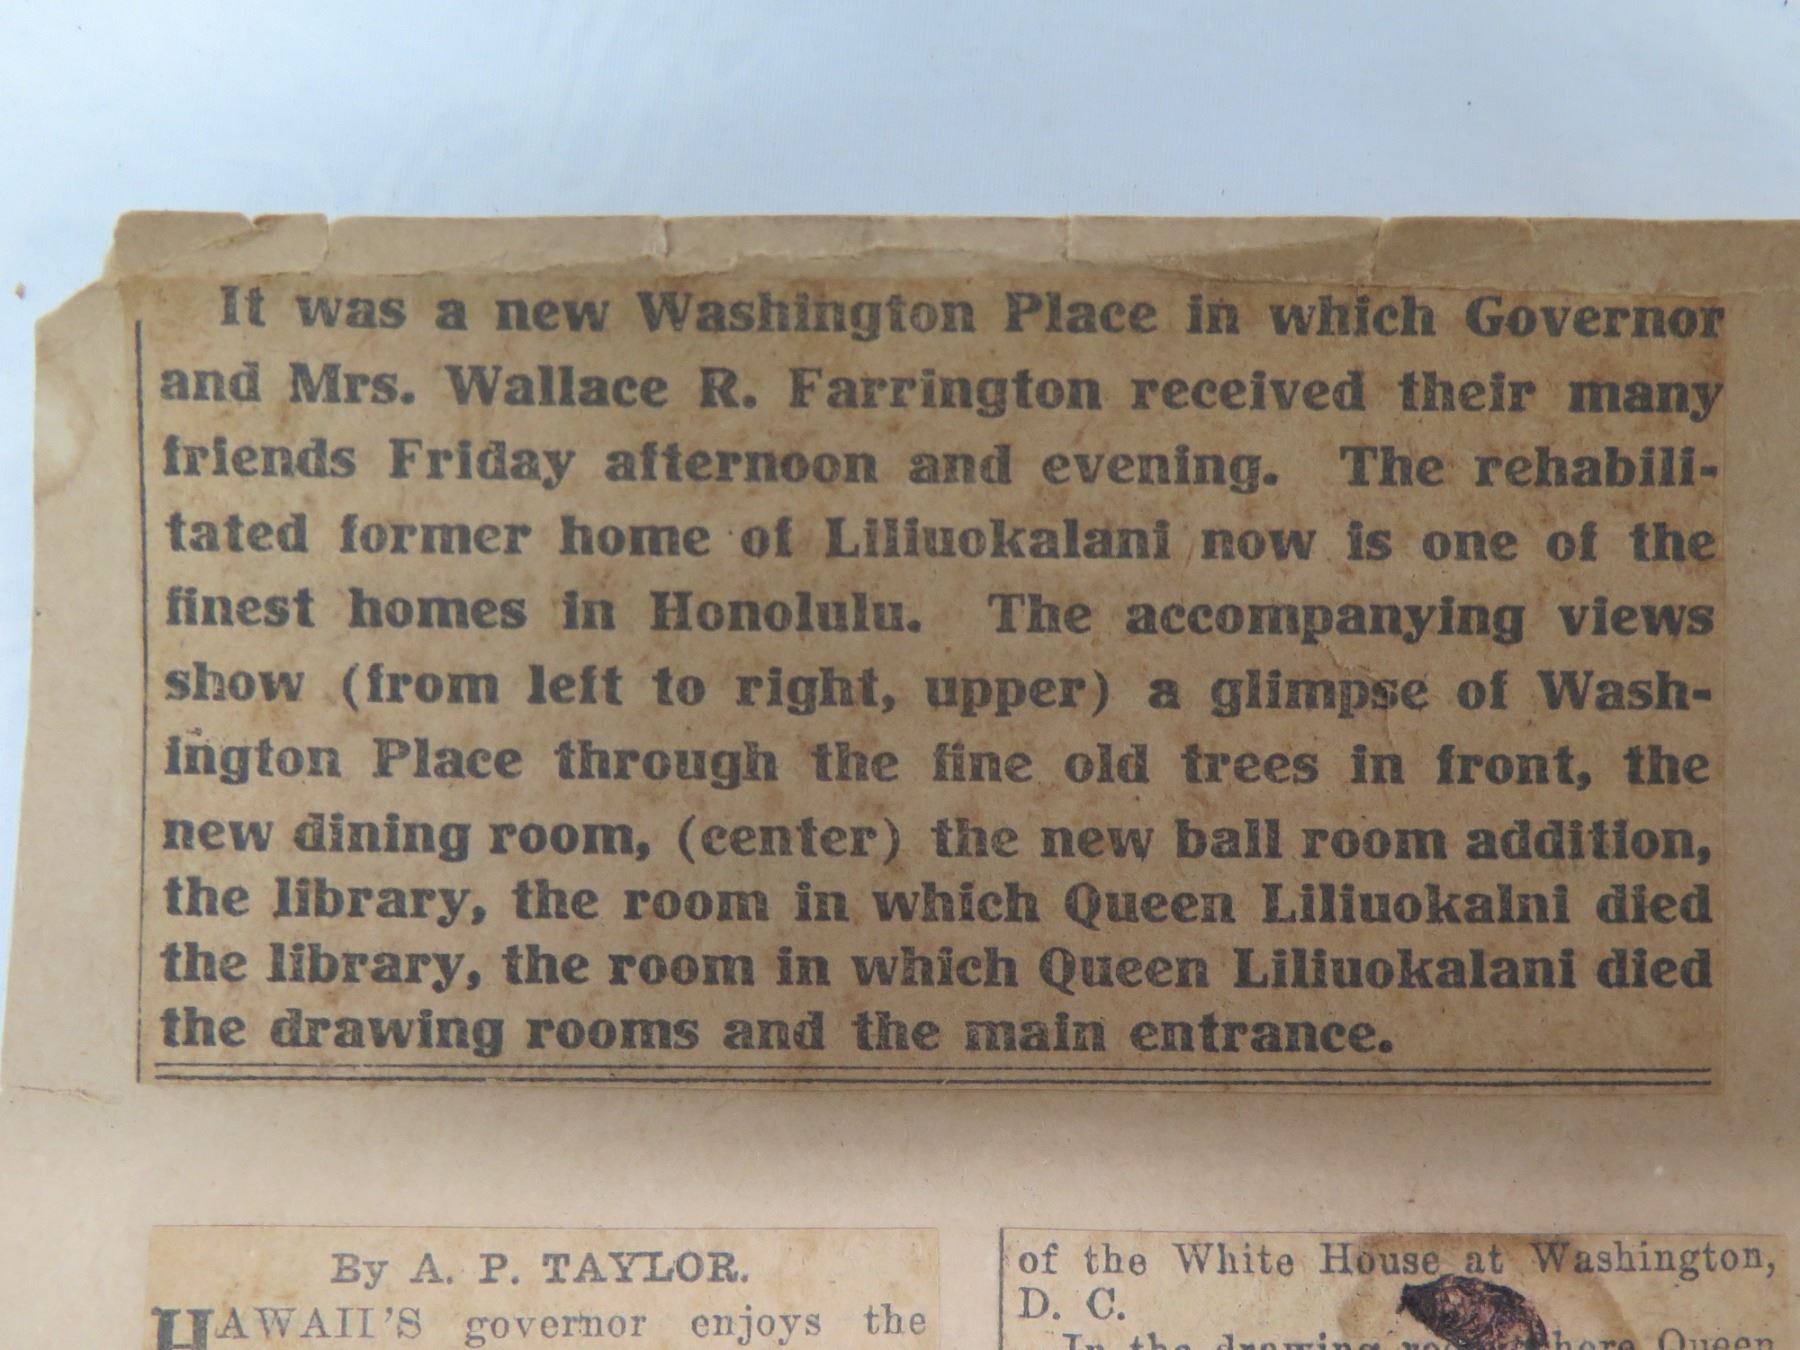 It was a new Washington Place in which Governor
and Mrs. Wallace R. Farrington received their many
friends Friday afternoon and evening. The rehabili-
tated former home of Liliuokalani now is one of the
finest homes in Honolulu. The accompanying views
show (from left to right, upper) a glimpse of Wash-
ington Place through the fine old trees in front, the
new dining room, (center) the new ball room addition,
the library, the room in which Queen Liliuokalni died
the library, the room in which Queen Liliuokalani died
the drawing rooms and the main entrance.
By A. P. TAYLOR.
HAWAII'S governor enjoys the
of the White House at Washington,
D. C.
In the drawing Queen